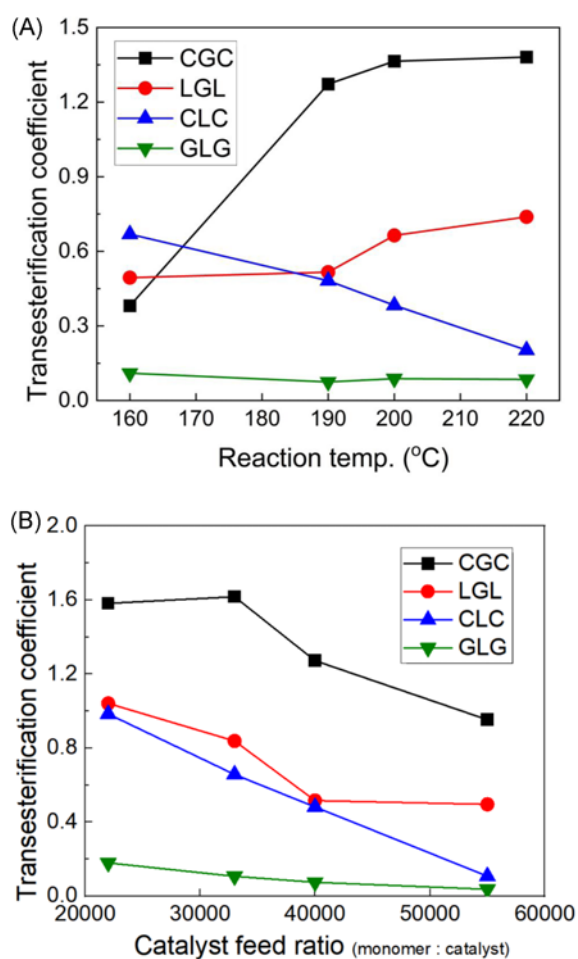 (A)
1.5
1.2
0.9
0.6
0.3
0.0
Transesterification coefficient
CGC
LGL
CLC
GLG
160 170 180 190 200 210 220
Reaction temp. (°C)
(B)
2.0
1.6
1.2
0.8
0.4
0.0
Transesterification coefficient
CGC
LGL
CLC
GLG
20000 30000 40000 50000 60000
Catalyst feed ratio (monomer : catalyst)